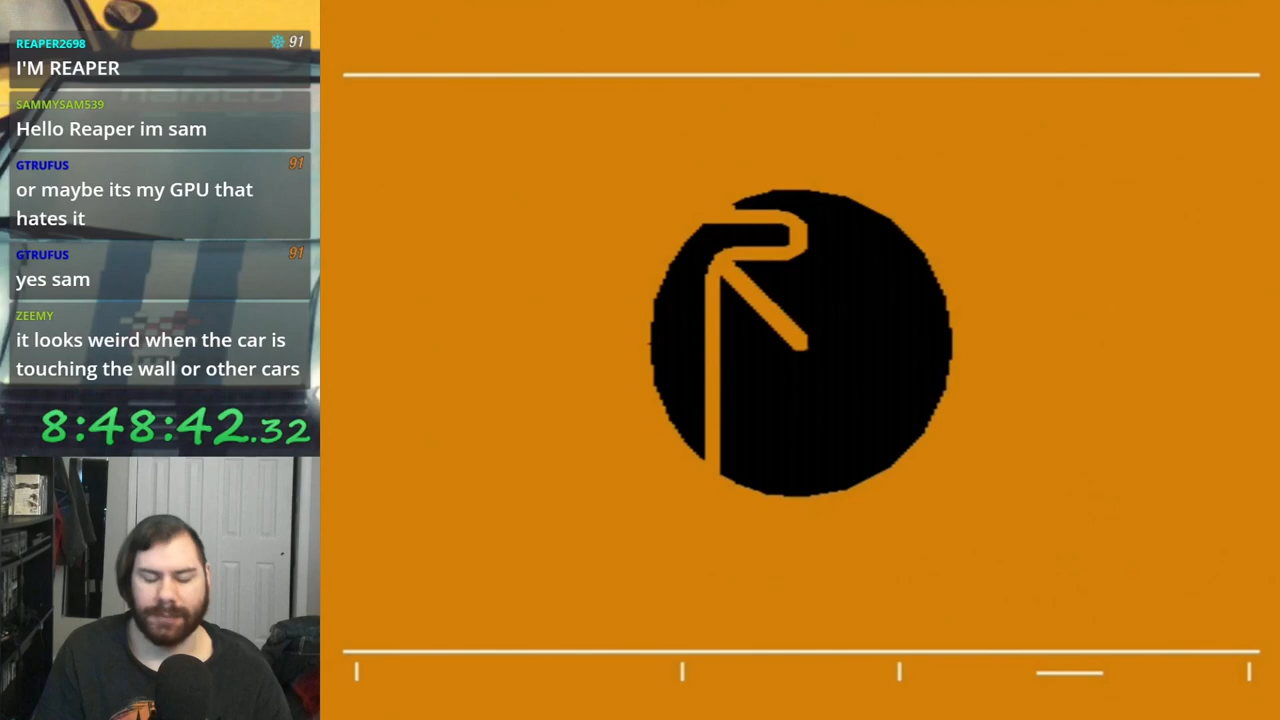 REAPER2698 91
I'M REAPER
SAMMYSAM539
Hello Reaper im sam
GTRUFUS 91
or maybe its my GPU that
hates it
GTRUFUS 91
yes sam
ZEEMY
it looks weird when the car is
touching the wall or other cars
8:48:42.32
namco
R